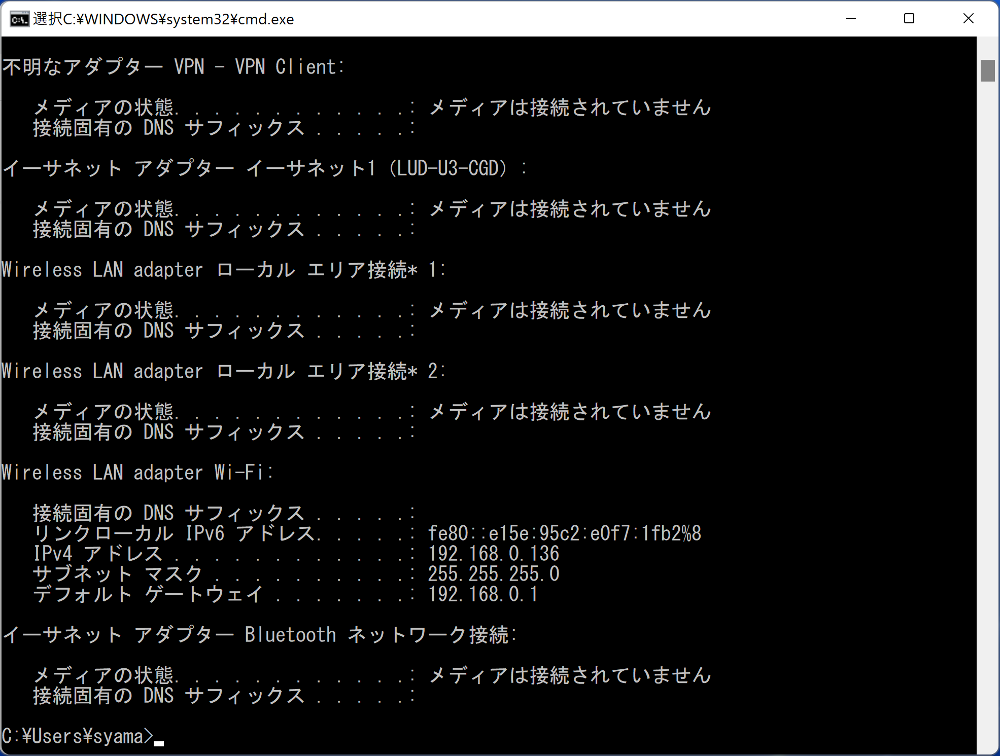 選択C:¥WINDOWS¥system32¥cmd.exe
不明なアダプター VPN - VPN Client:
メディアの状態. . . . . . . . . . . .: メディアは接続されていません
接続固有の DNS サフィックス . . . . .:
イーサネット アダプター イーサネット1（LUD-U3-CGD）:
メディアの状態. . . . . . . . . . . .: メディアは接続されていません
接続固有の DNS サフィックス . . . . .:
Wireless LAN adapter ローカル エリア接続* 1:
メディアの状態. . . . . . . . . . . .: メディアは接続されていません
接続固有の DNS サフィックス . . . . .:
Wireless LAN adapter ローカル エリア接続* 2:
メディアの状態. . . . . . . . . . . .: メディアは接続されていません
接続固有の DNS サフィックス . . . . .:
Wireless LAN adapter Wi-Fi:
接続固有の DNS サフィックス . . . . .:
リンクローカル IPv6 アドレス. . . . .: fe80::e15e:95c2:e0f7:1fb2%8
IPv4 アドレス . . . . . . . . . . . .: 192.168.0.136
サブネット マスク . . . . . . . . . .: 255.255.255.0
デフォルト ゲートウェイ . . . . . . .: 192.168.0.1
イーサネット アダプター Bluetooth ネットワーク接続:
メディアの状態. . . . . . . . . . . .: メディアは接続されていません
接続固有の DNS サフィックス . . . . .:
C:¥Users¥syama>